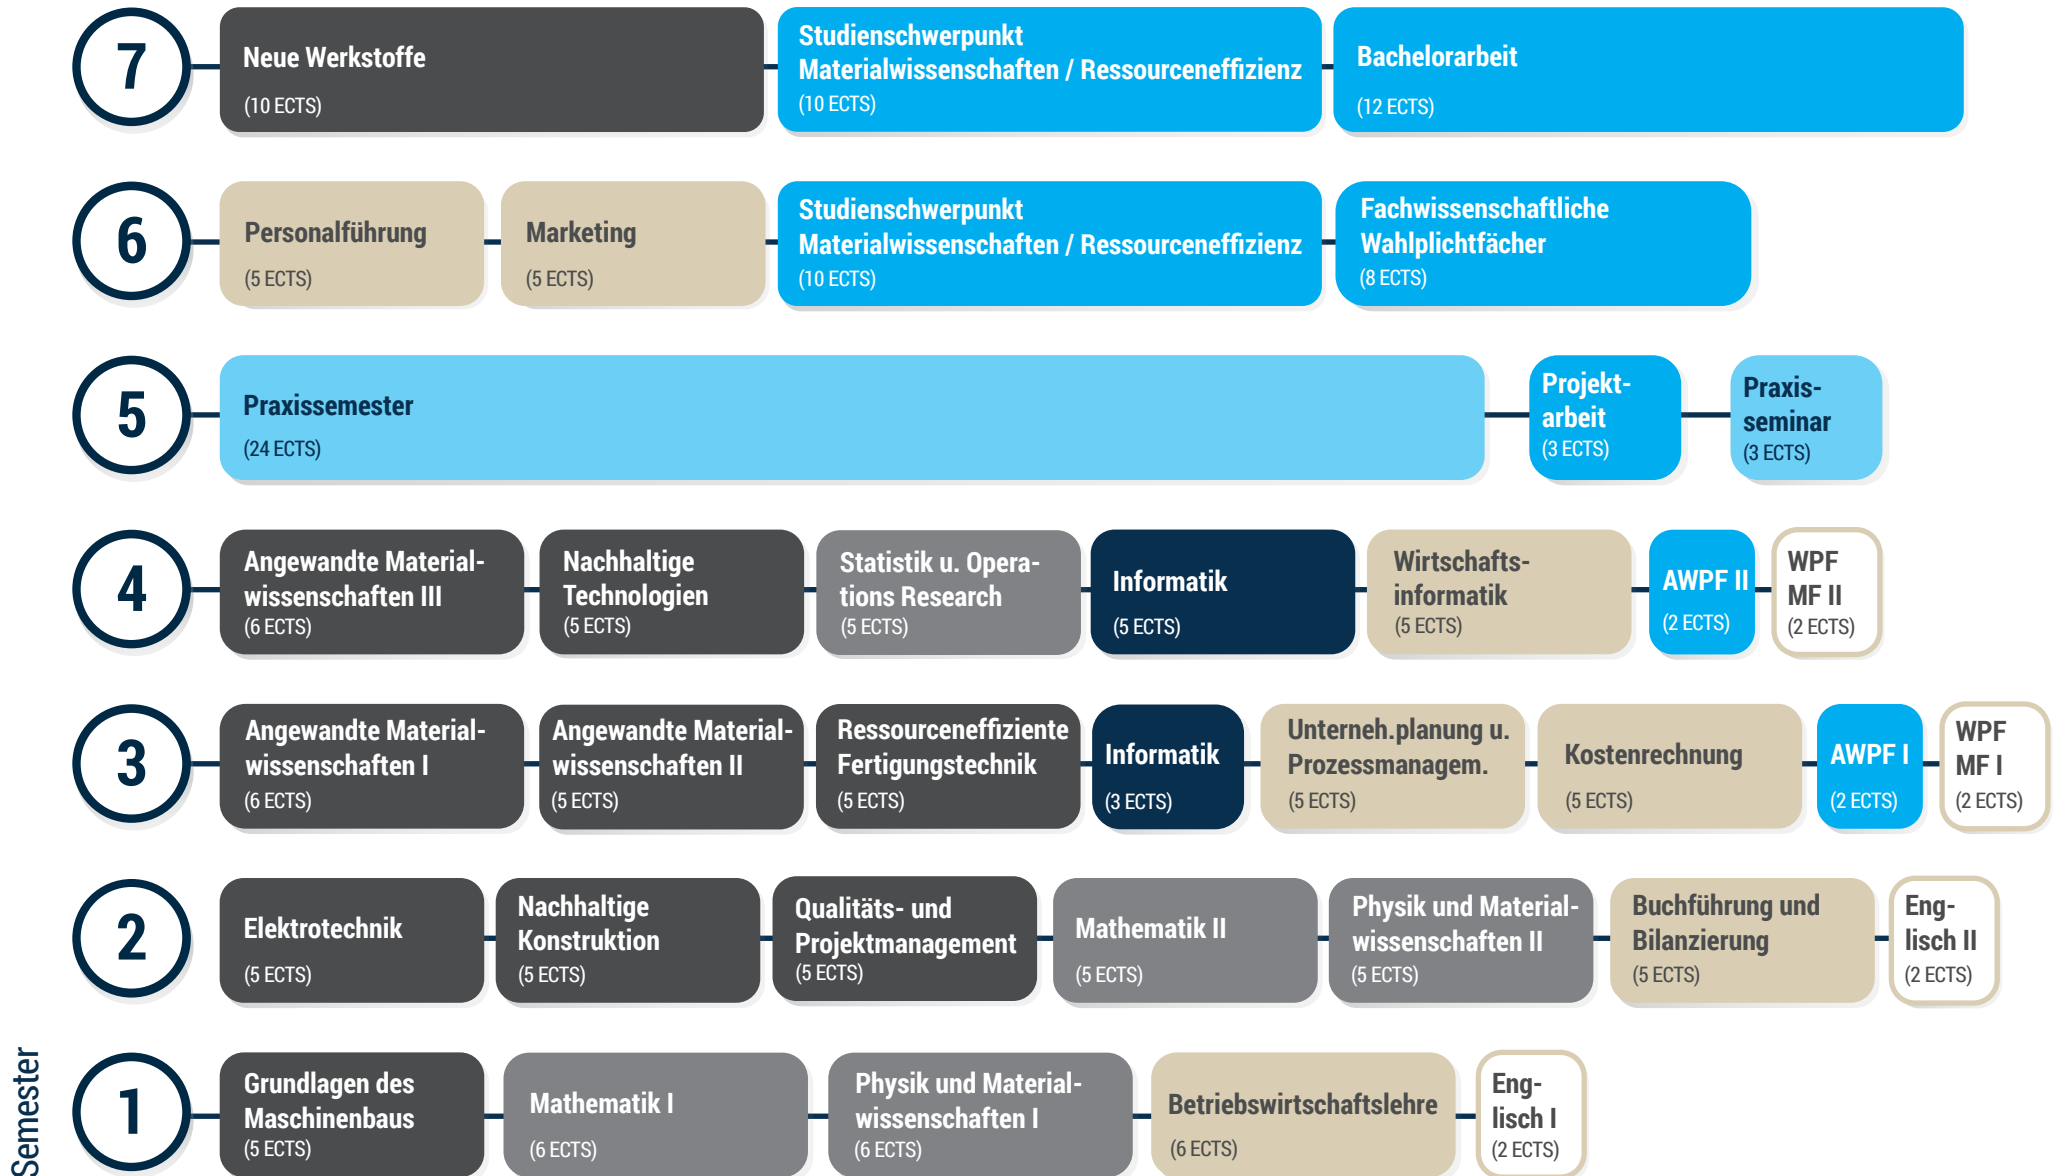 7
Neue Werkstoffe
(10 ECTS)
Studienschwerpunkt
Materialwissenschaften / Ressourceneffizienz
(10 ECTS)
Bachelorarbeit
(12 ECTS)
6
Personalführung
(5 ECTS)
Marketing
(5 ECTS)
Studienschwerpunkt
Materialwissenschaften / Ressourceneffizienz
(10 ECTS)
Fachwissenschaftliche
Wahlplichtfächer
(8 ECTS)
5
Praxissemester
(24 ECTS)
Projekt-
arbeit
(3 ECTS)
Praxis-
seminar
(3 ECTS)
4
Angewandte Material-
wissenschaften III
(6 ECTS)
Nachhaltige
Technologien
(5 ECTS)
Statistik u. Opera-
tions Research
(5 ECTS)
Informatik
(5 ECTS)
Wirtschafts-
informatik
(5 ECTS)
AWPF II
(2 ECTS)
WPF
MF II
(2 ECTS)
3
Angewandte Material-
wissenschaften I
(6 ECTS)
Angewandte Material-
wissenschaften II
(5 ECTS)
Ressourceneffiziente
Fertigungstechnik
(5 ECTS)
Informatik
(3 ECTS)
Unterneh.planung u.
Prozessmanagem.
(5 ECTS)
Kostenrechnung
(5 ECTS)
AWPF I
(2 ECTS)
WPF
MF I
(2 ECTS)
2
Elektrotechnik
(5 ECTS)
Nachhaltige
Konstruktion
(5 ECTS)
Qualitäts- und
Projektmanagement
(5 ECTS)
Mathematik II
(5 ECTS)
Physik und Material-
wissenschaften II
(5 ECTS)
Buchführung und
Bilanzierung
(5 ECTS)
Eng-
lisch II
(2 ECTS)
Semester
1
Grundlagen des
Maschinenbaus
(5 ECTS)
Mathematik I
(6 ECTS)
Physik und Material-
wissenschaften I
(6 ECTS)
Betriebswirtschaftslehre
(6 ECTS)
Eng-
lisch I
(2 ECTS)